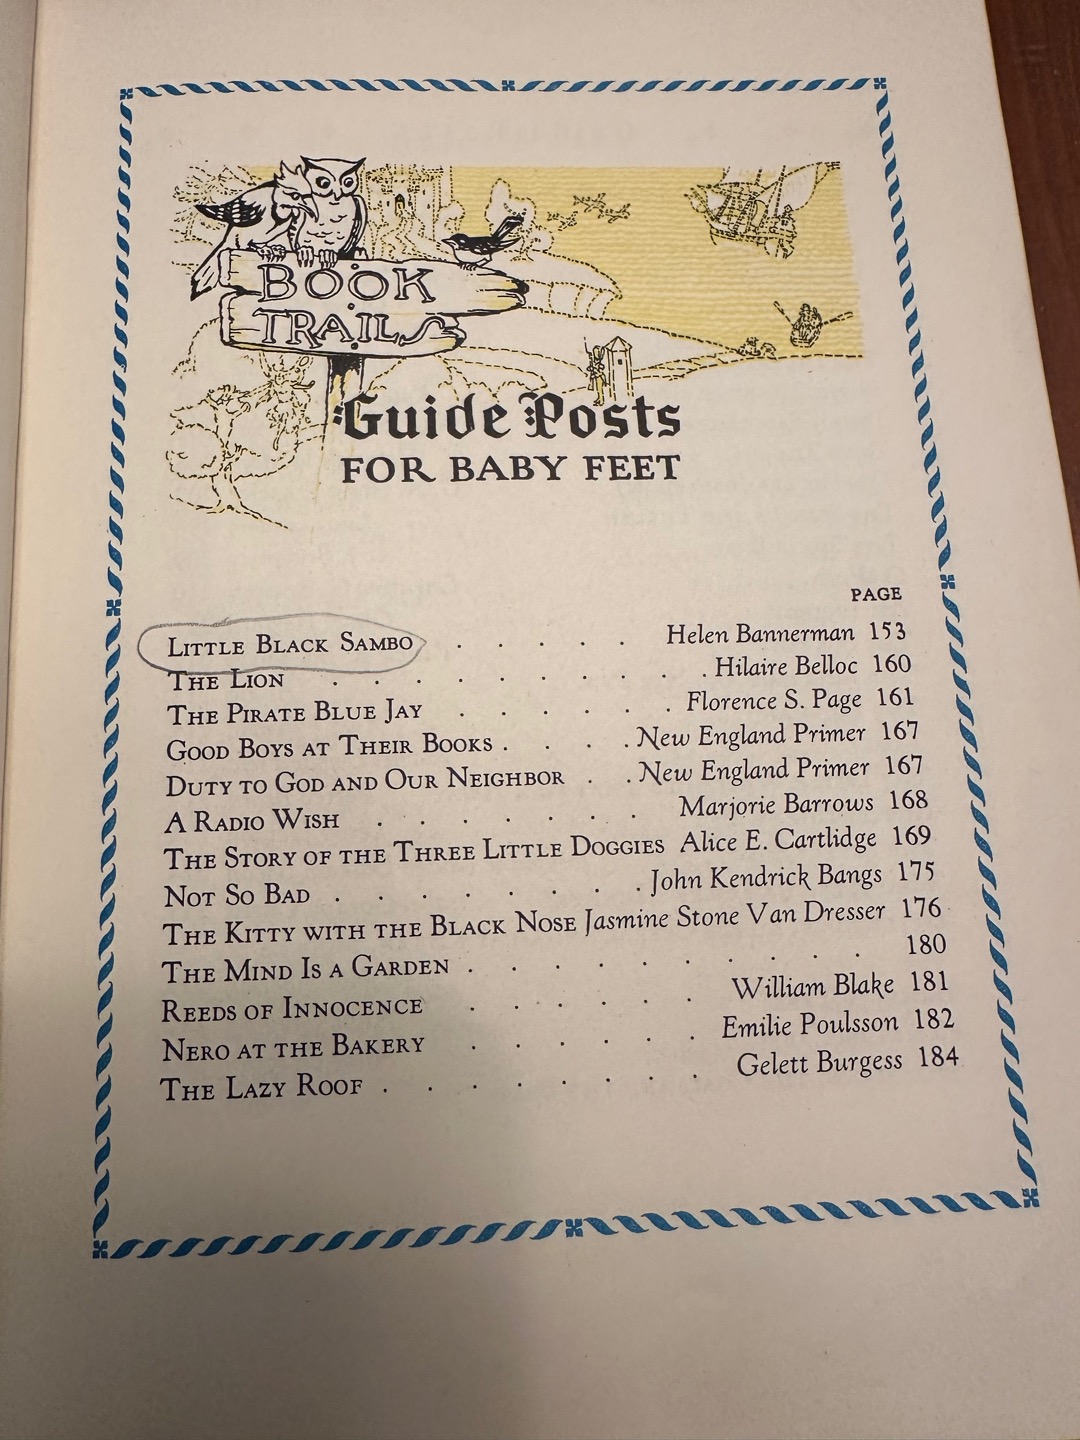 BOOK
TRAILS
Guide Posts
FOR BABY FEET
PAGE
LITTLE BLACK SAMBO . . . . . Helen Bannerman 153
THE LION . . . . . . . . . Hilaire Belloc 160
THE PIRATE BLUE JAY . . . . . Florence S. Page 161
GOOD BOYS AT THEIR BOOKS . . . . New England Primer 167
DUTY TO GOD AND OUR NEIGHBOR . . New England Primer 167
A RADIO WISH . . . . . . Marjorie Barrows 168
THE STORY OF THE THREE LITTLE DOGGIES Alice E. Cartlidge 169
NOT SO BAD . . . . . . . John Kendrick Bangs 175
THE KITTY WITH THE BLACK NOSE Jasmine Stone Van Dresser 176
THE MIND IS A GARDEN . . . . . . . . . . 180
REEDS OF INNOCENCE . . . . . . William Blake 181
NERO AT THE BAKERY . . . . . . Emilie Poulsson 182
THE LAZY ROOF . . . . . . . . Gelett Burgess 184